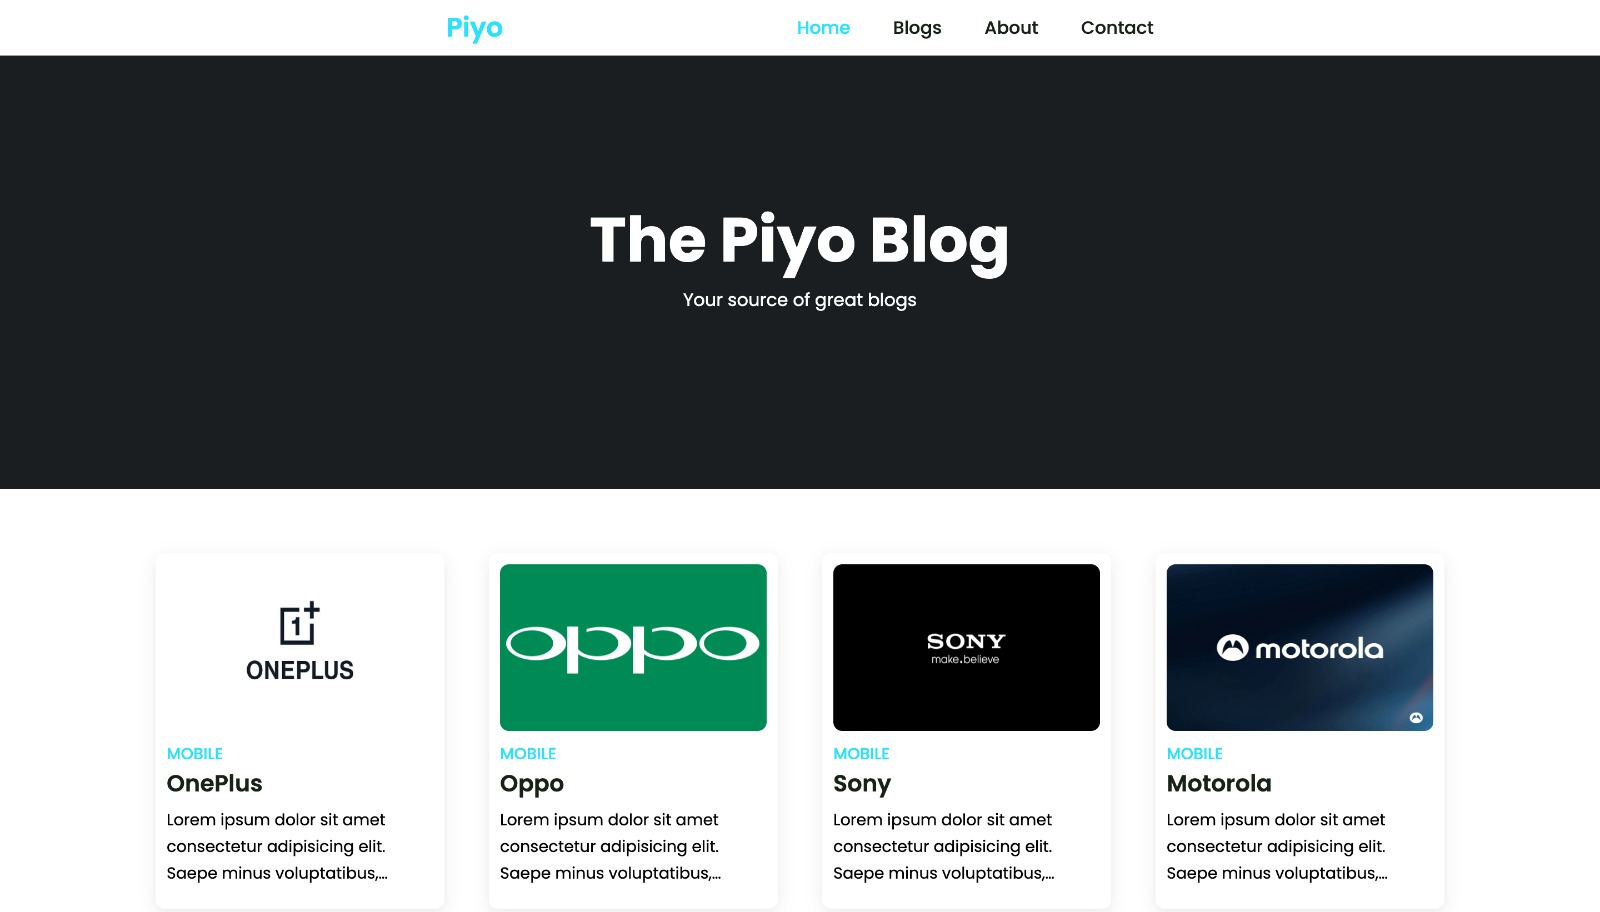 Piyo
Home Blogs About Contact
The Piyo Blog
Your source of great blogs
1
ONEPLUS
MOBILE
OnePlus
Lorem ipsum dolor sit amet
consectetur adipisicing elit.
Saepe minus voluptatibus,...
oppo
MOBILE
Oppo
Lorem ipsum dolor sit amet
consectetur adipisicing elit.
Saepe minus voluptatibus,...
SONY
make.believe
MOBILE
Sony
Lorem ipsum dolor sit amet
consectetur adipisicing elit.
Saepe minus voluptatibus,...
motorola
MOBILE
Motorola
Lorem ipsum dolor sit amet
consectetur adipisicing elit.
Saepe minus voluptatibus,...